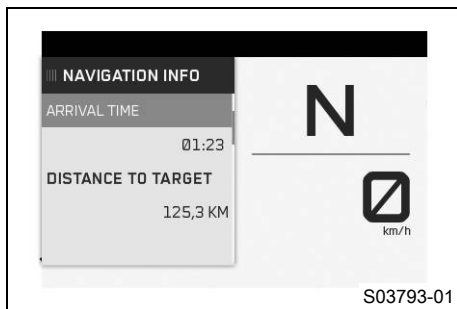 NAVIGATION INFO
ARRIVAL TIME
01:23
DISTANCE TO TARGET
125,3 KM
N
0
km/h
S03793-01